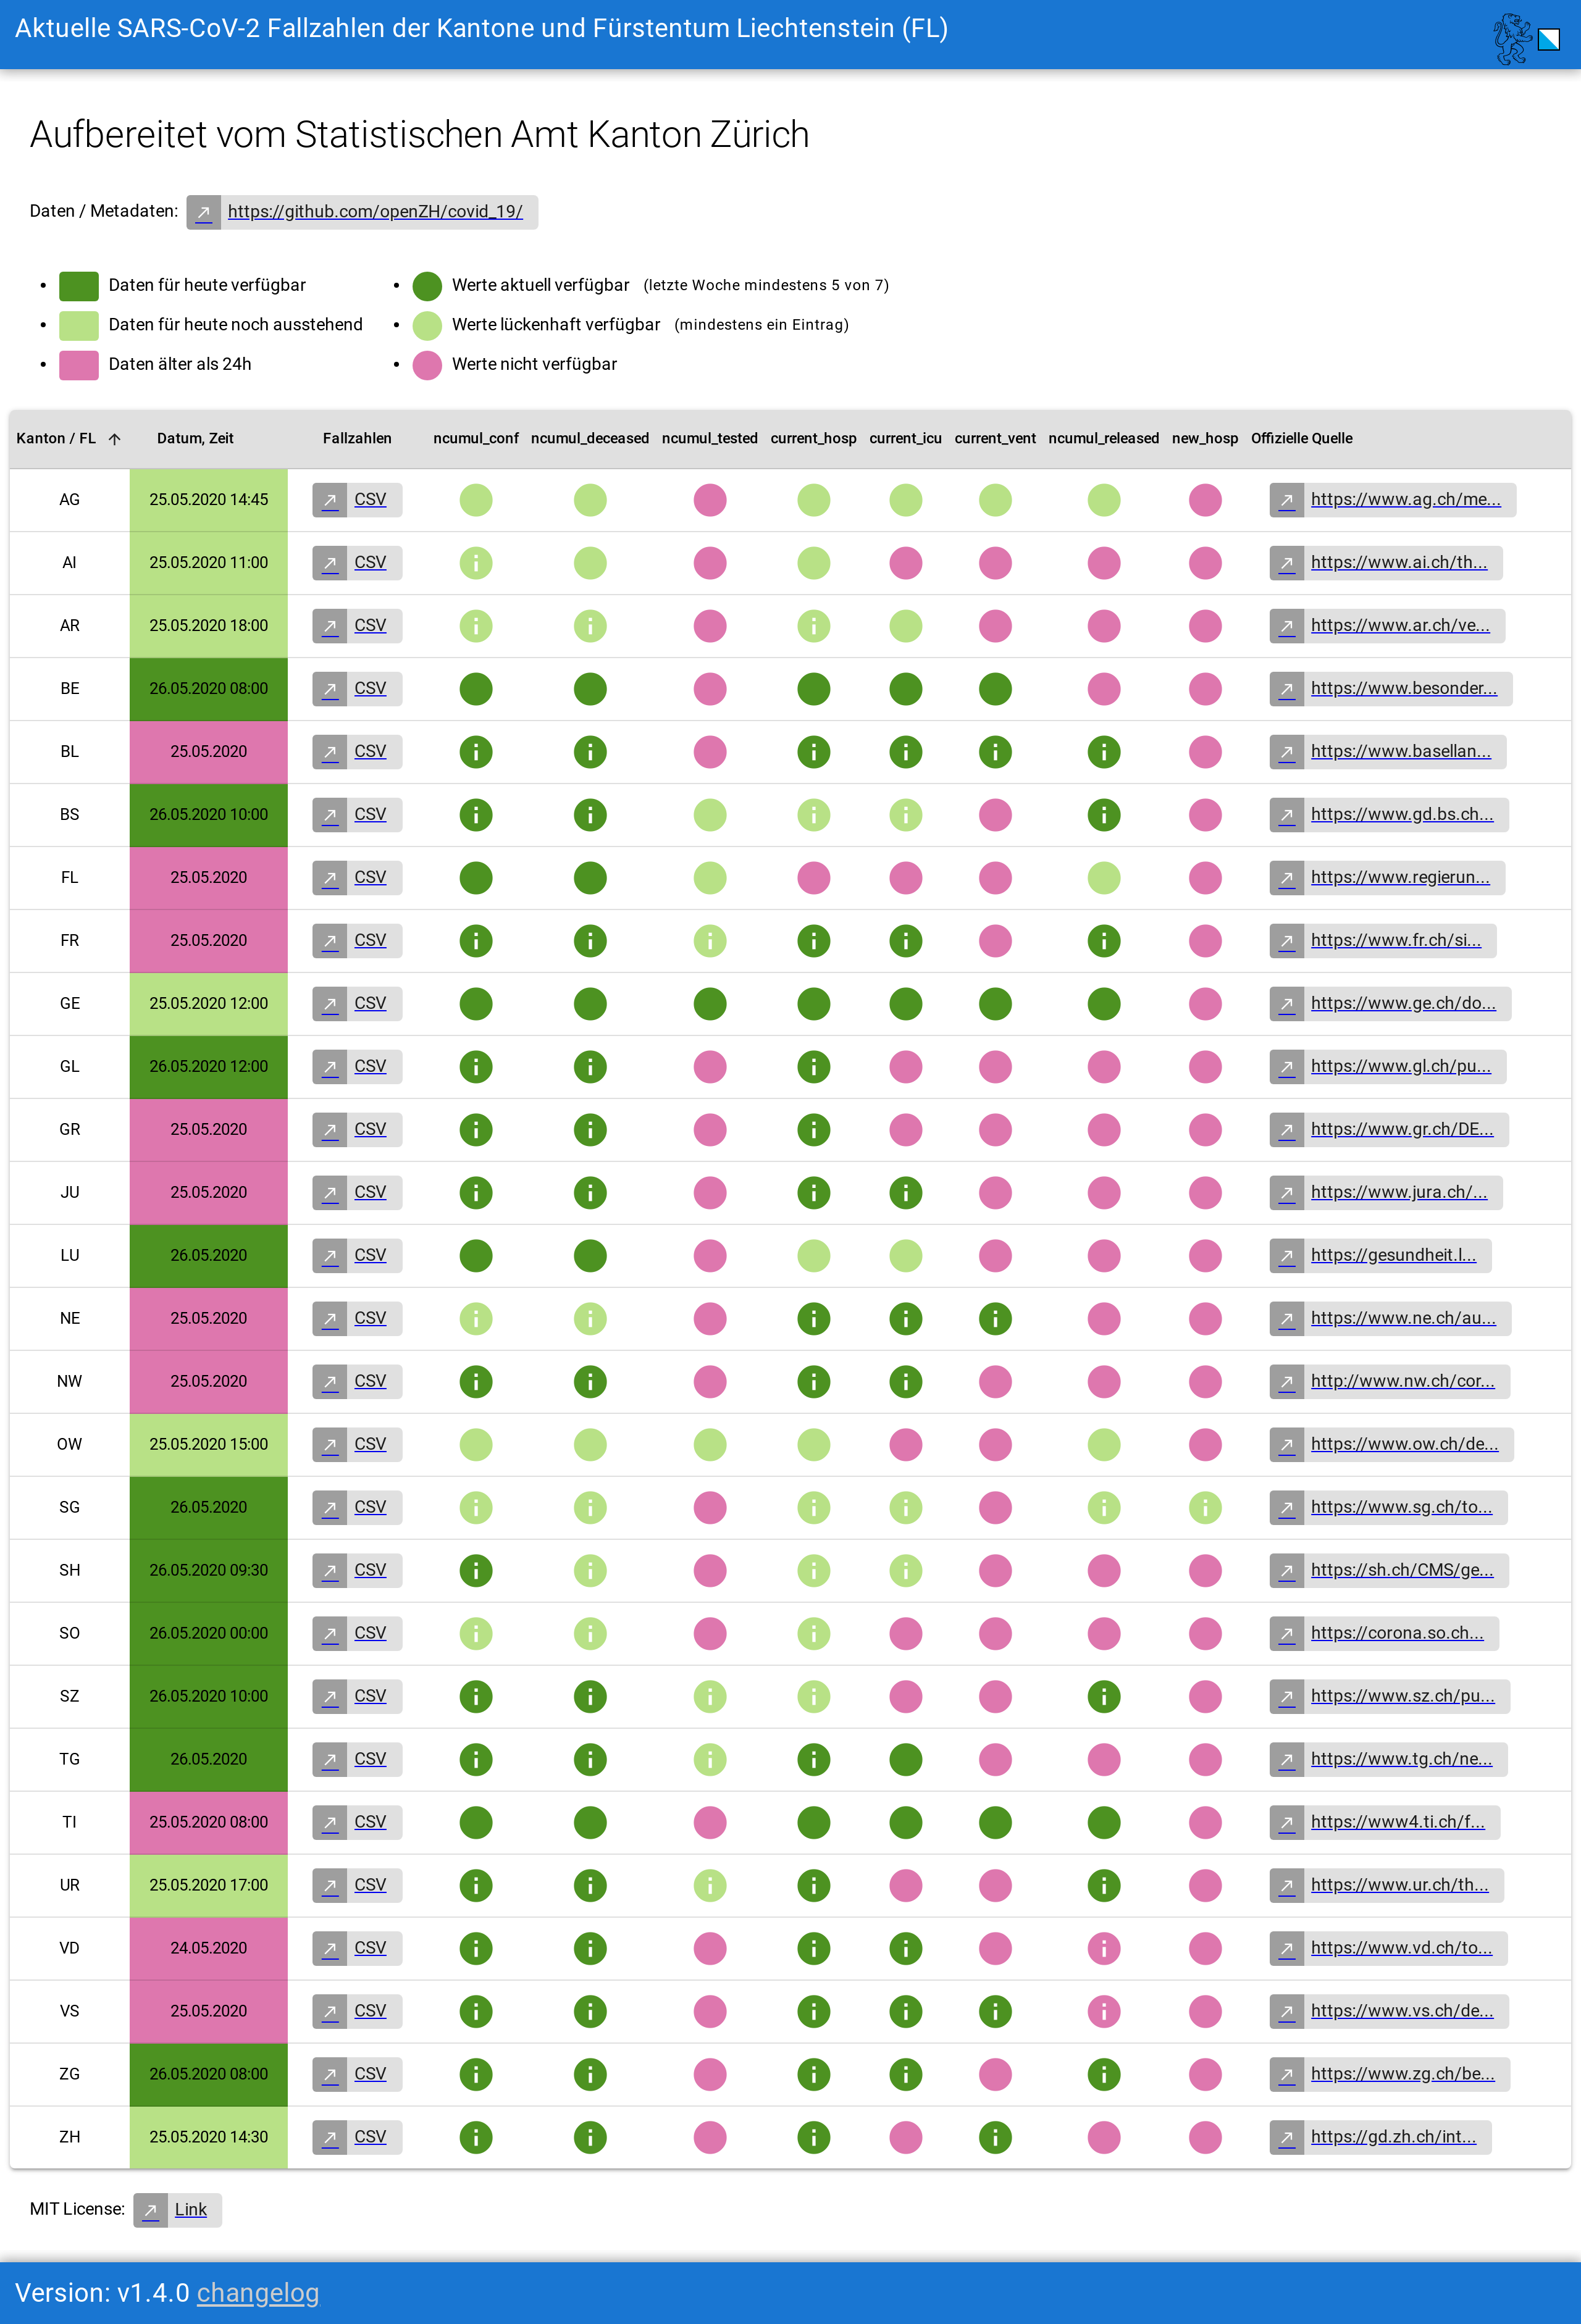 Aktuelle SARS-CoV-2 Fallzahlen der Kantone und Fürstentum Liechtenstein (FL)
Aufbereitet vom Statistischen Amt Kanton Zürich
Daten / Metadaten: https://github.com/openZH/covid_19/
Daten für heute verfügbar
Daten für heute noch ausstehend
Daten älter als 24h
Werte aktuell verfügbar (letzte Woche mindestens 5 von 7)
Werte lückenhaft verfügbar (mindestens ein Eintrag)
Werte nicht verfügbar
Kanton / FL Datum, Zeit Fallzahlen ncumul_conf ncumul_deceased ncumul_tested current_hosp current_icu current_vent ncumul_released new_hosp Offizielle Quelle
AG 25.05.2020 14:45 CSV https://www.ag.ch/me...
AI 25.05.2020 11:00 CSV https://www.ai.ch/th...
AR 25.05.2020 18:00 CSV https://www.ar.ch/ve...
BE 26.05.2020 08:00 CSV https://www.besonder...
BL 25.05.2020 CSV https://www.basellan...
BS 26.05.2020 10:00 CSV https://www.gd.bs.ch...
FL 25.05.2020 CSV https://www.regierun...
FR 25.05.2020 CSV https://www.fr.ch/si...
GE 25.05.2020 12:00 CSV https://www.ge.ch/do...
GL 26.05.2020 12:00 CSV https://www.gl.ch/pu...
GR 25.05.2020 CSV https://www.gr.ch/DE...
JU 25.05.2020 CSV https://www.jura.ch/...
LU 26.05.2020 CSV https://gesundheit.l...
NE 25.05.2020 CSV https://www.ne.ch/au...
NW 25.05.2020 CSV http://www.nw.ch/cor...
OW 25.05.2020 15:00 CSV https://www.ow.ch/de...
SG 26.05.2020 CSV https://www.sg.ch/to...
SH 26.05.2020 09:30 CSV https://sh.ch/CMS/ge...
SO 26.05.2020 00:00 CSV https://corona.so.ch...
SZ 26.05.2020 10:00 CSV https://www.sz.ch/pu...
TG 26.05.2020 CSV https://www.tg.ch/ne...
TI 25.05.2020 08:00 CSV https://www4.ti.ch/f...
UR 25.05.2020 17:00 CSV https://www.ur.ch/th...
VD 24.05.2020 CSV https://www.vd.ch/to...
VS 25.05.2020 CSV https://www.vs.ch/de...
ZG 26.05.2020 08:00 CSV https://www.zg.ch/be...
ZH 25.05.2020 14:30 CSV https://gd.zh.ch/int...
MIT License: Link
Version: v1.4.0 changelog